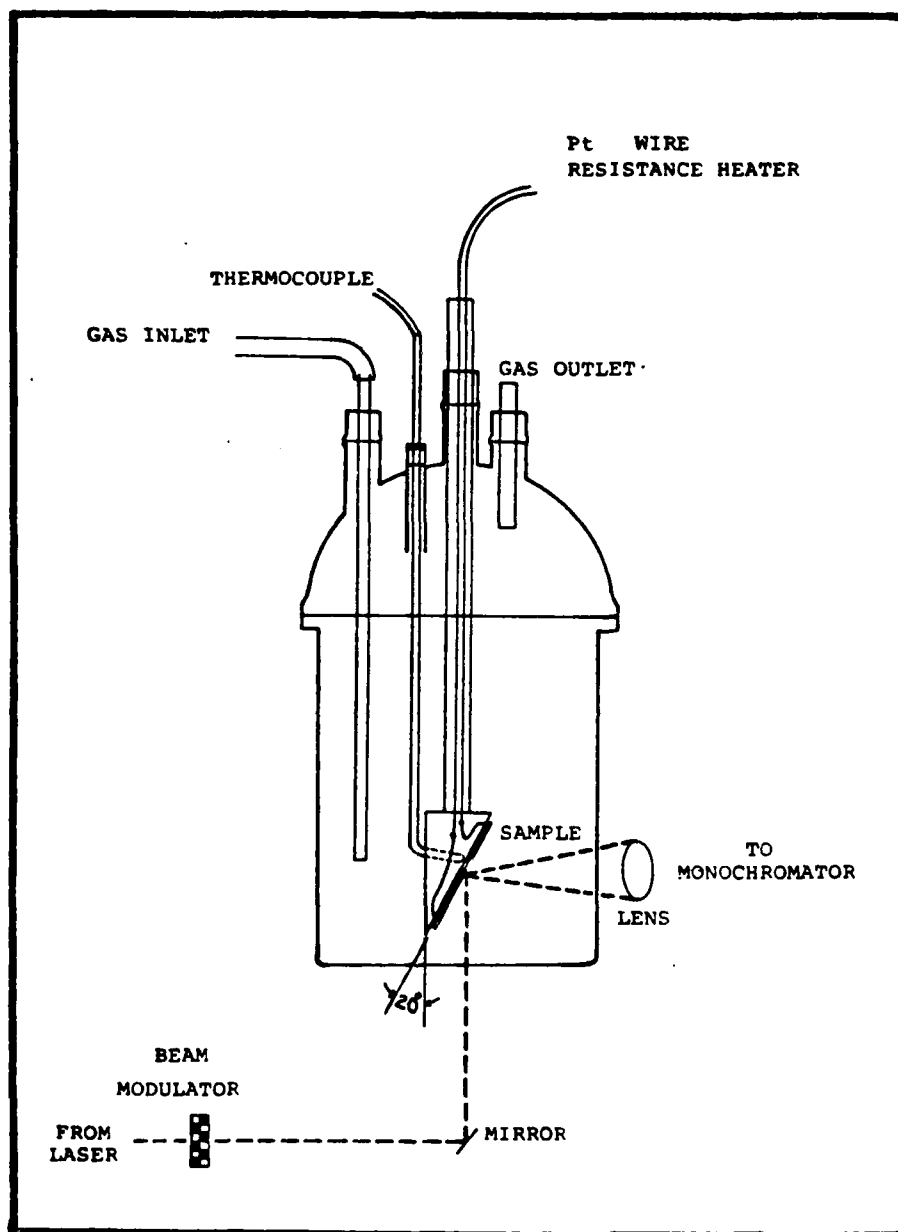 Pt WIRE
RESISTANCE HEATER
THERMOCOUPLE
GAS INLET
GAS OUTLET
SAMPLE
TO
MONOCHROMATOR
LENS
20°
BEAM
MODULATOR
FROM
LASER
MIRROR